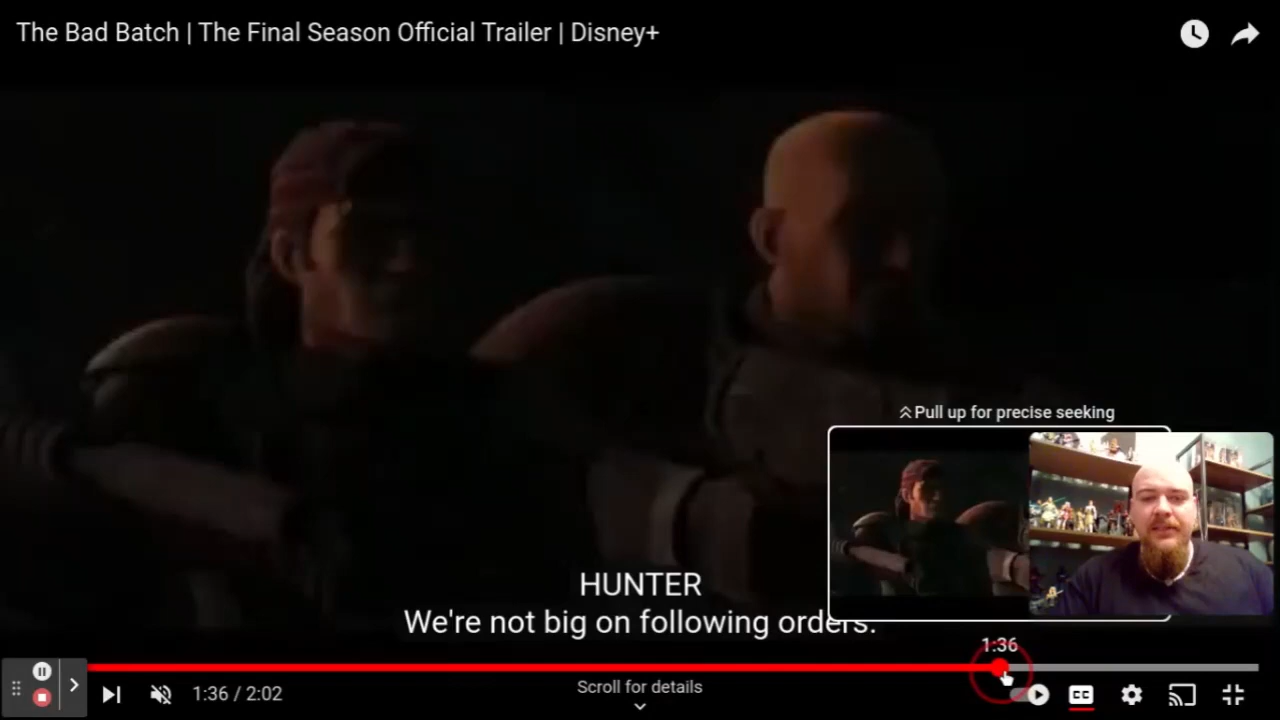 The Bad Batch | The Final Season Official Trailer | Disney+
Pull up for precise seeking
HUNTER
We're not big on following orders.
1:36
1:36 / 2:02
Scroll for details
CC